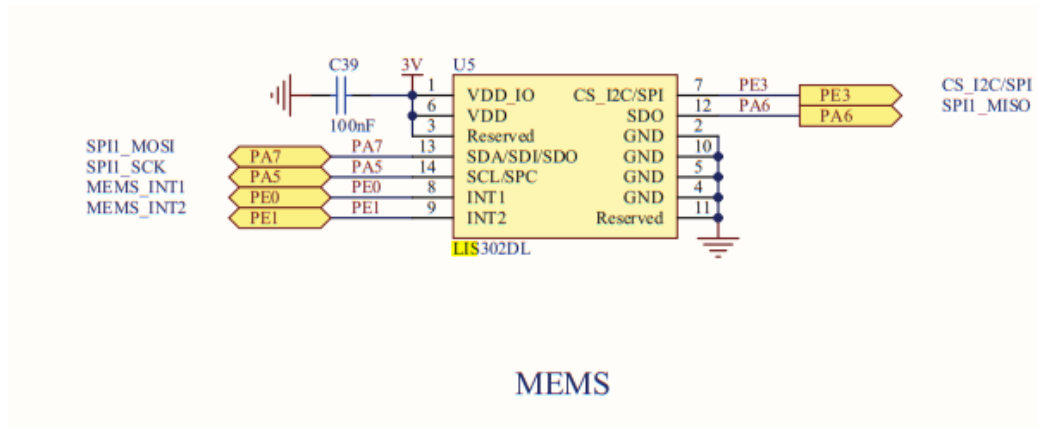 C39 3V U5
100nF
1 VDD_IO CS_I2C/SPI 7 PE3 PE3 CS_I2C/SPI
6 VDD SDO 12 PA6 PA6 SPI1_MISO
3 Reserved GND 2
SPI1_MOSI PA7 PA7 13 SDA/SDI/SDO GND 10
SPI1_SCK PA5 PA5 14 SCL/SPC GND 5
MEMS_INT1 PE0 PE0 8 INT1 GND 4
MEMS_INT2 PE1 PE1 9 INT2 Reserved 11
LIS302DL
MEMS